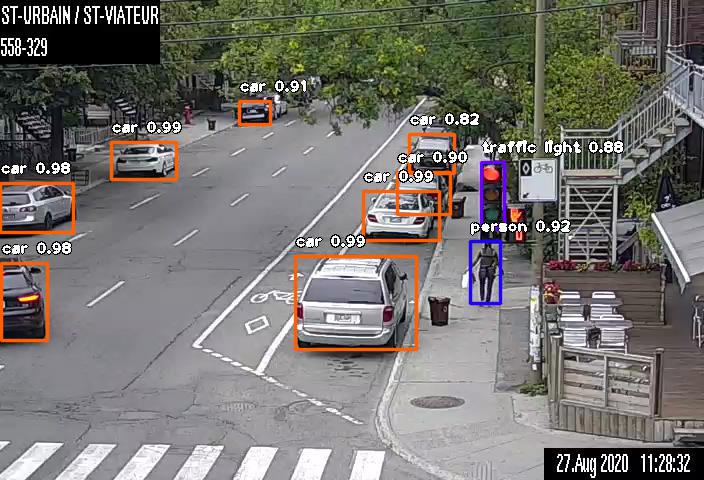 ST-URBAIN / ST-VIATEUR
558-329
car 0.91
car 0.82
car 0.99
traffic light 0.88
car 0.90
car 0.98
car 0.99
person 0.92
car 0.99
car 0.98
27.Aug 2020 11:28:32